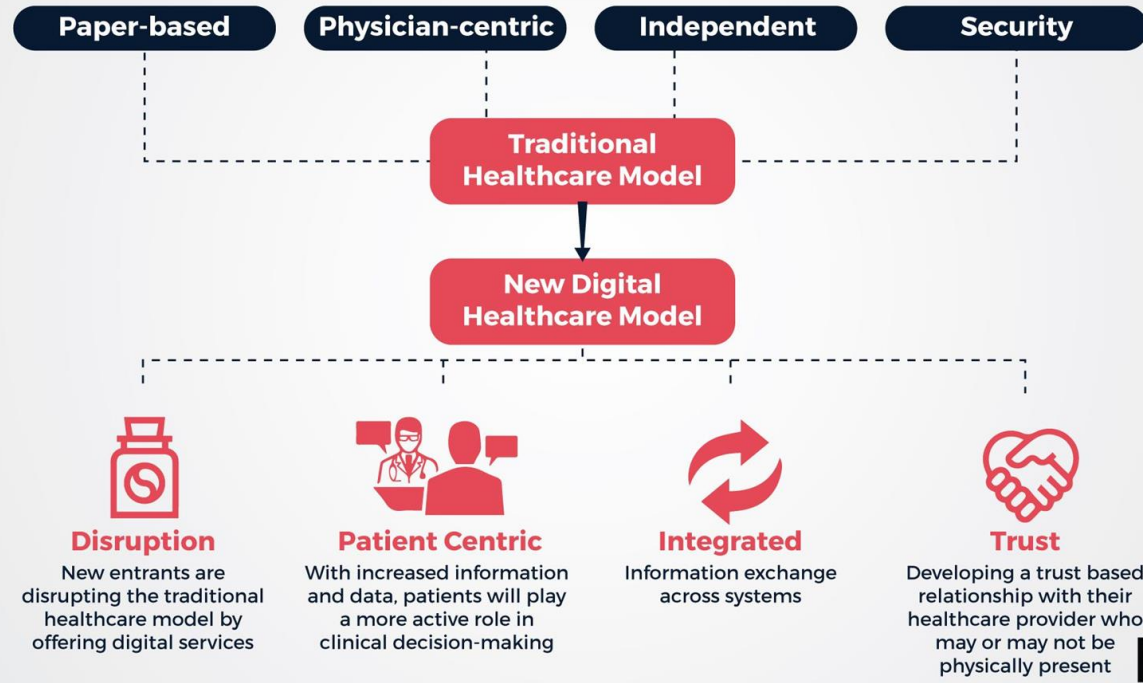 Paper-based
Physician-centric
Independent
Security
Traditional
Healthcare Model
New Digital
Healthcare Model
Disruption
New entrants are
disrupting the traditional
healthcare model by
offering digital services
Patient Centric
With increased information
and data, patients will play
a more active role in
clinical decision-making
Integrated
Information exchange
across systems
Trust
Developing a trust based
relationship with their
healthcare provider who
may or may not be
physically present